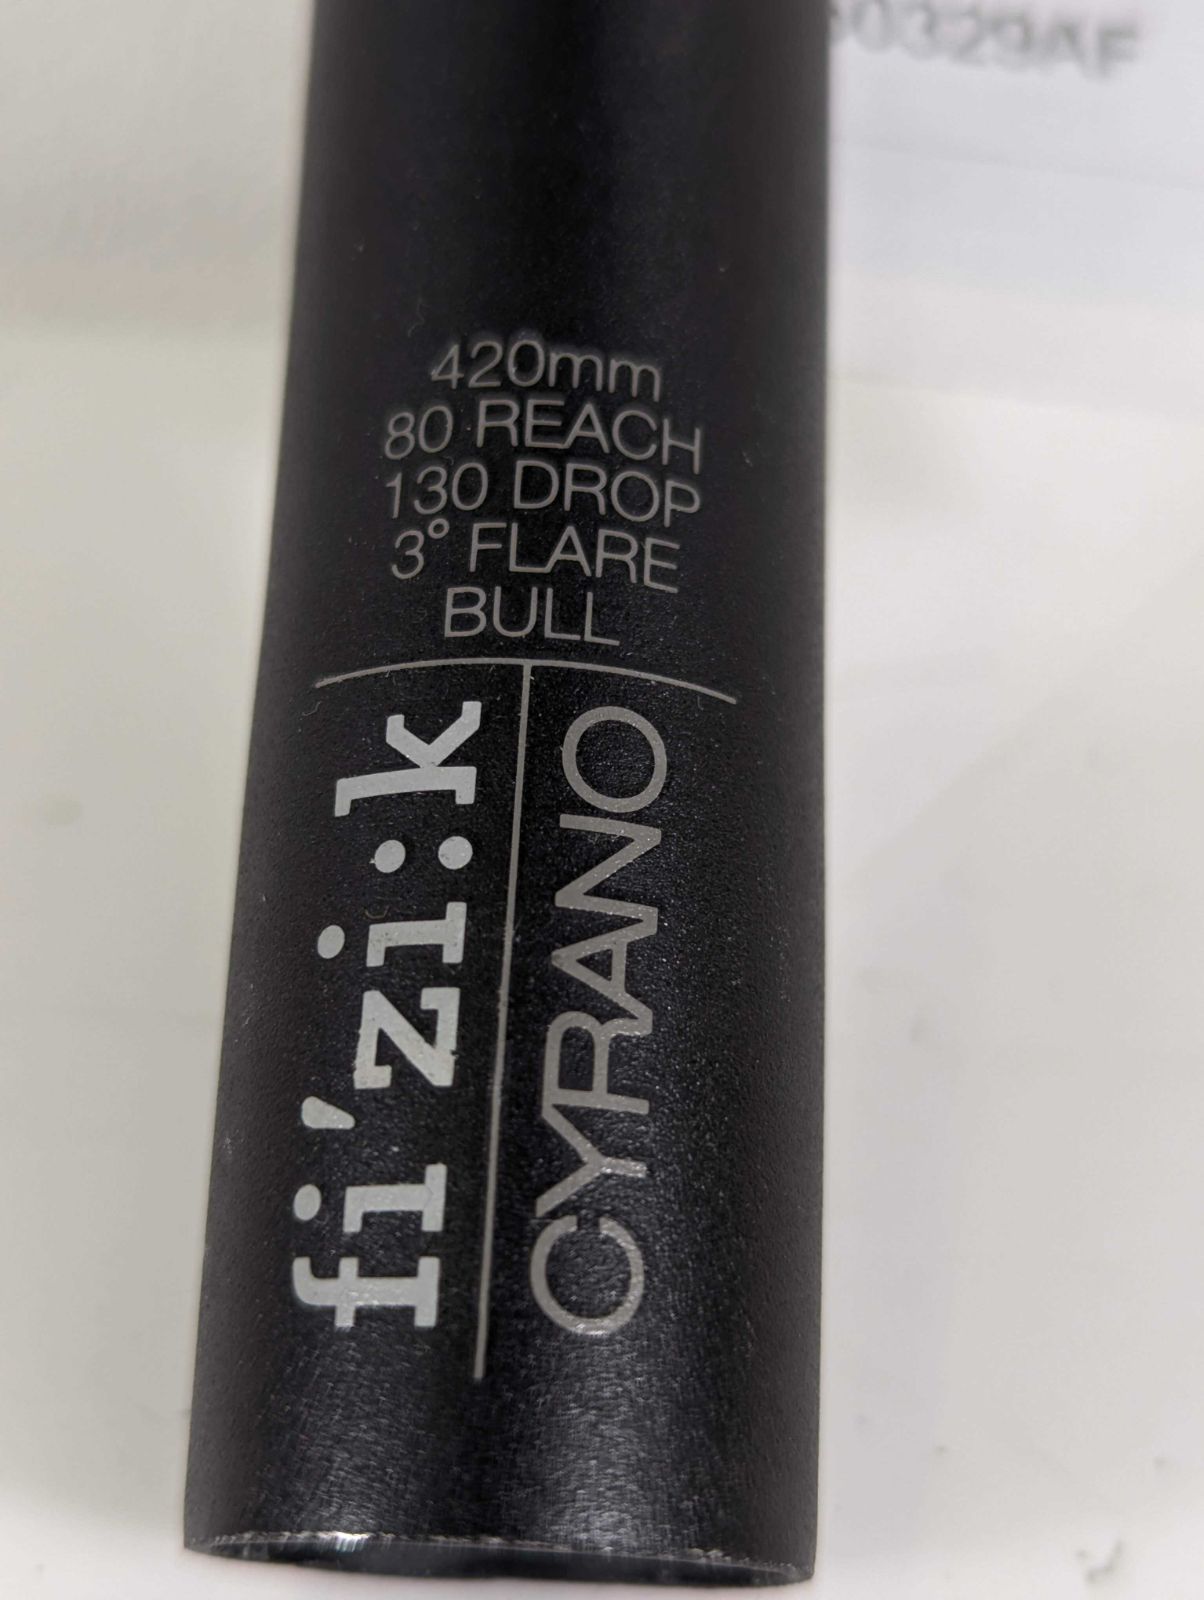 420mm
80 REACH
130 DROP
3° FLARE
BULL
fi'zi:k
CYRANO